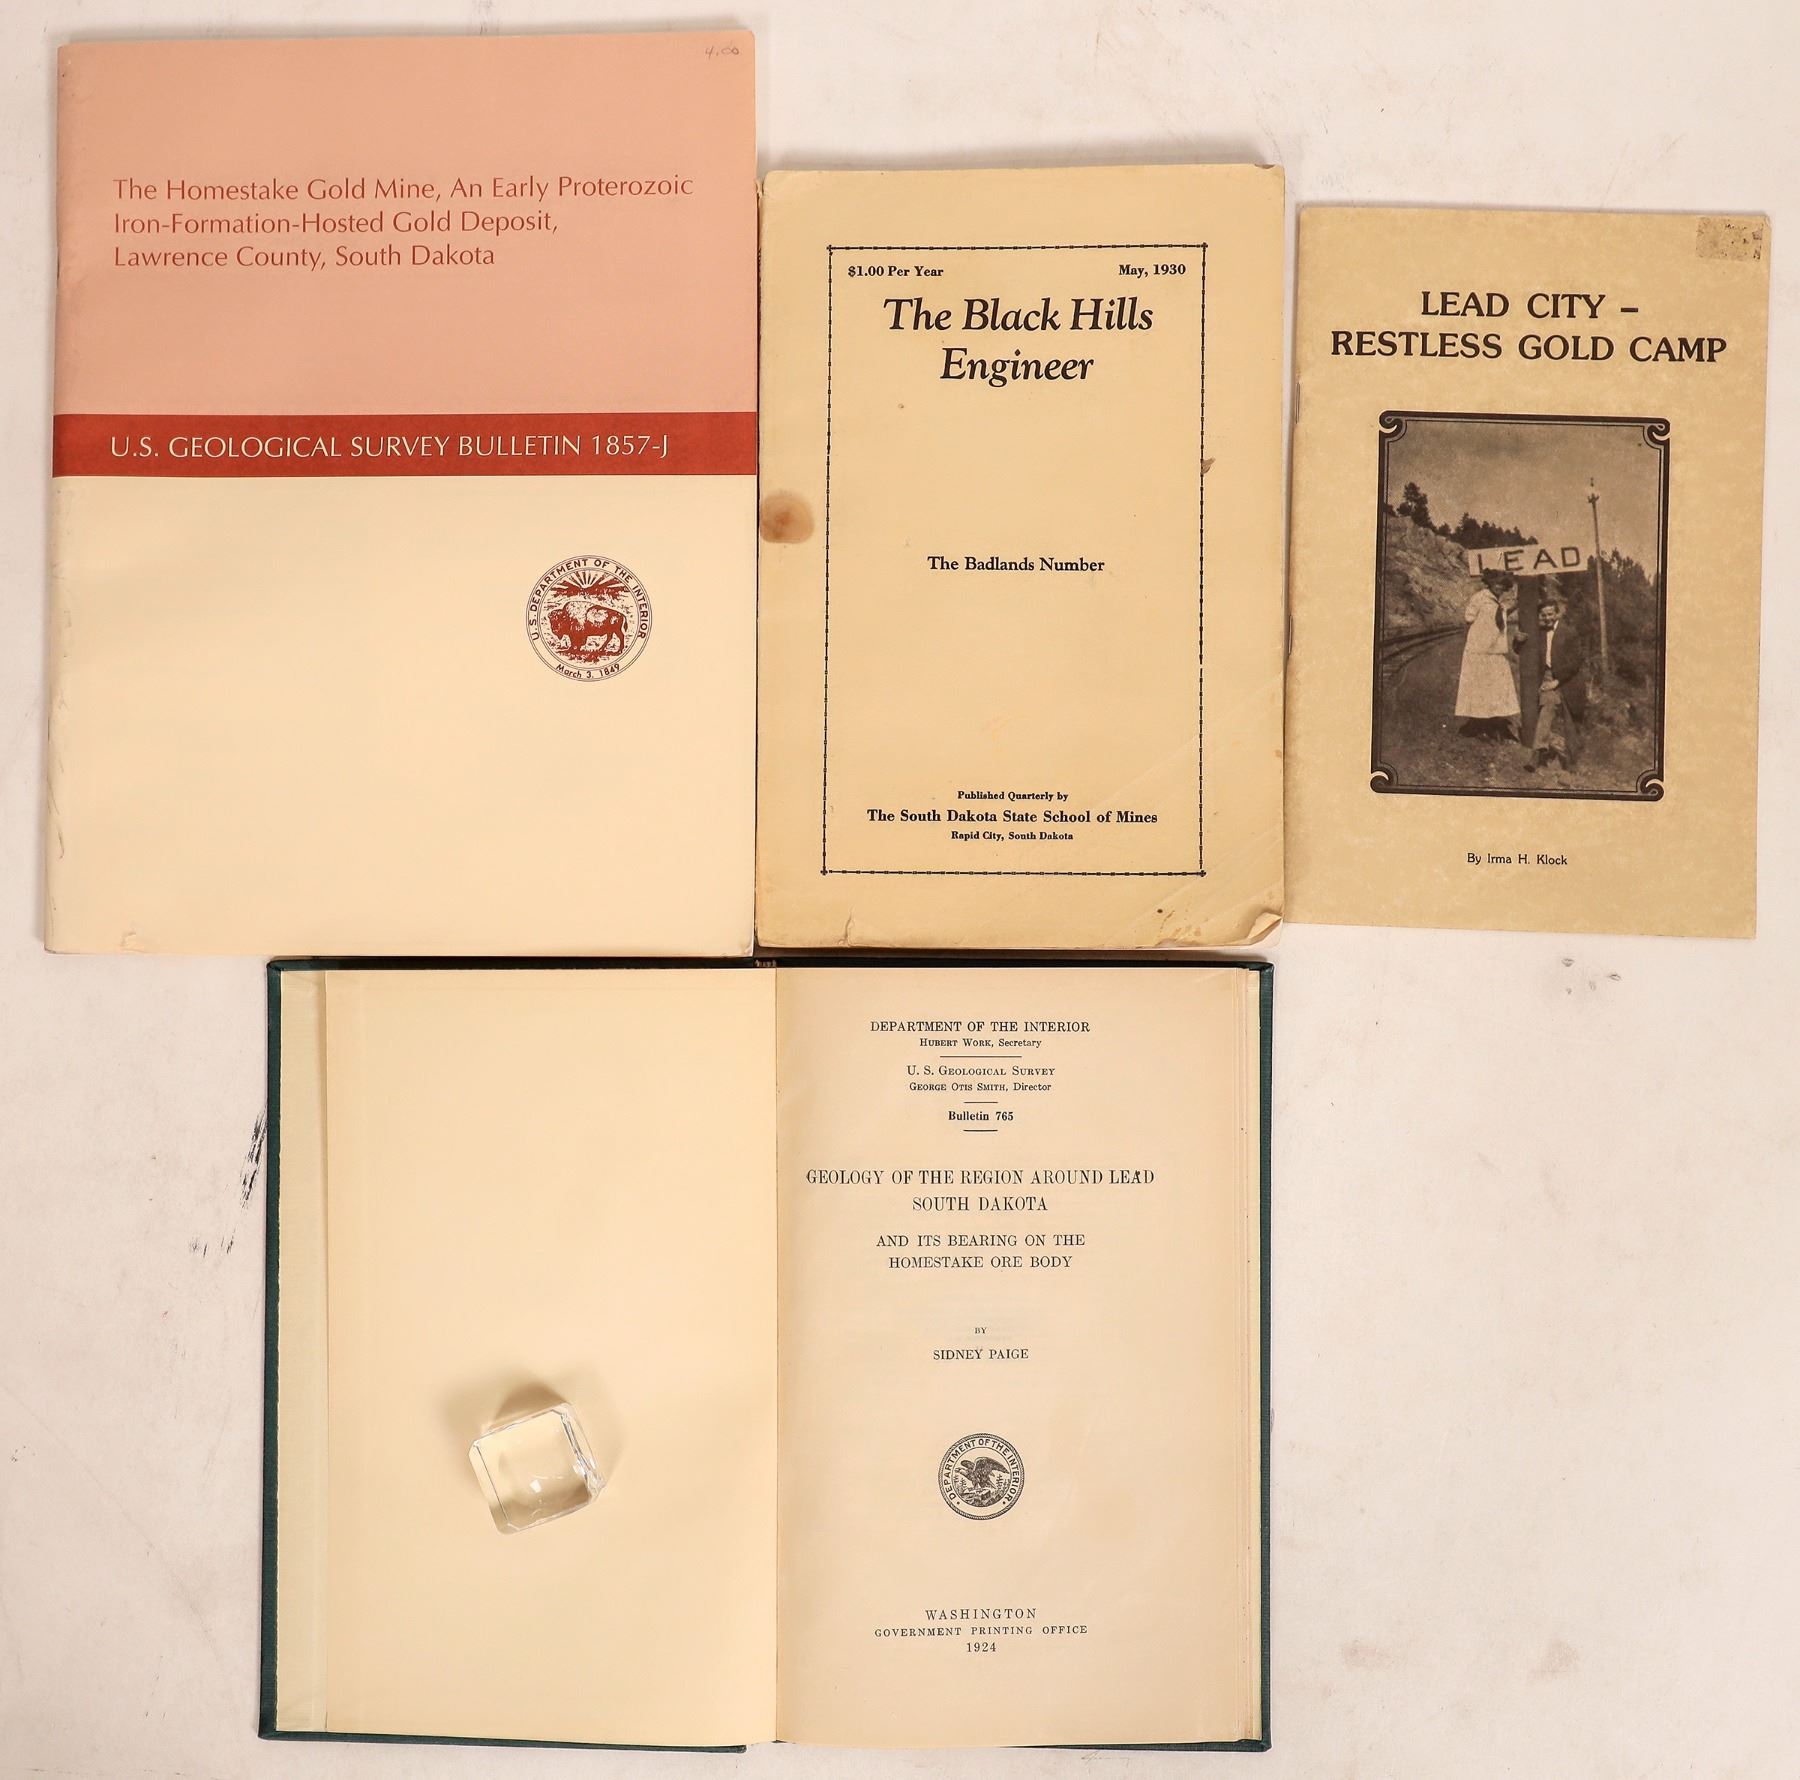 4.00
The Homestake Gold Mine, An Early Proterozoic
Iron-Formation-Hosted Gold Deposit,
Lawrence County, South Dakota
U.S. GEOLOGICAL SURVEY BULLETIN 1857-J
U.S. DEPARTMENT OF THE INTERIOR
March 3, 1849
$1.00 Per Year May, 1930
The Black Hills
Engineer
The Badlands Number
Published Quarterly by
The South Dakota State School of Mines
Rapid City, South Dakota
LEAD CITY –
RESTLESS GOLD CAMP
LEAD
By Irma H. Klock
DEPARTMENT OF THE INTERIOR
HUBERT WORK, Secretary
U. S. GEOLOGICAL SURVEY
GEORGE OTIS SMITH, Director
Bulletin 765
GEOLOGY OF THE REGION AROUND LEAD
SOUTH DAKOTA
AND ITS BEARING ON THE
HOMESTAKE ORE BODY
BY
SIDNEY PAIGE
DEPARTMENT OF THE INTERIOR
WASHINGTON
GOVERNMENT PRINTING OFFICE
1924